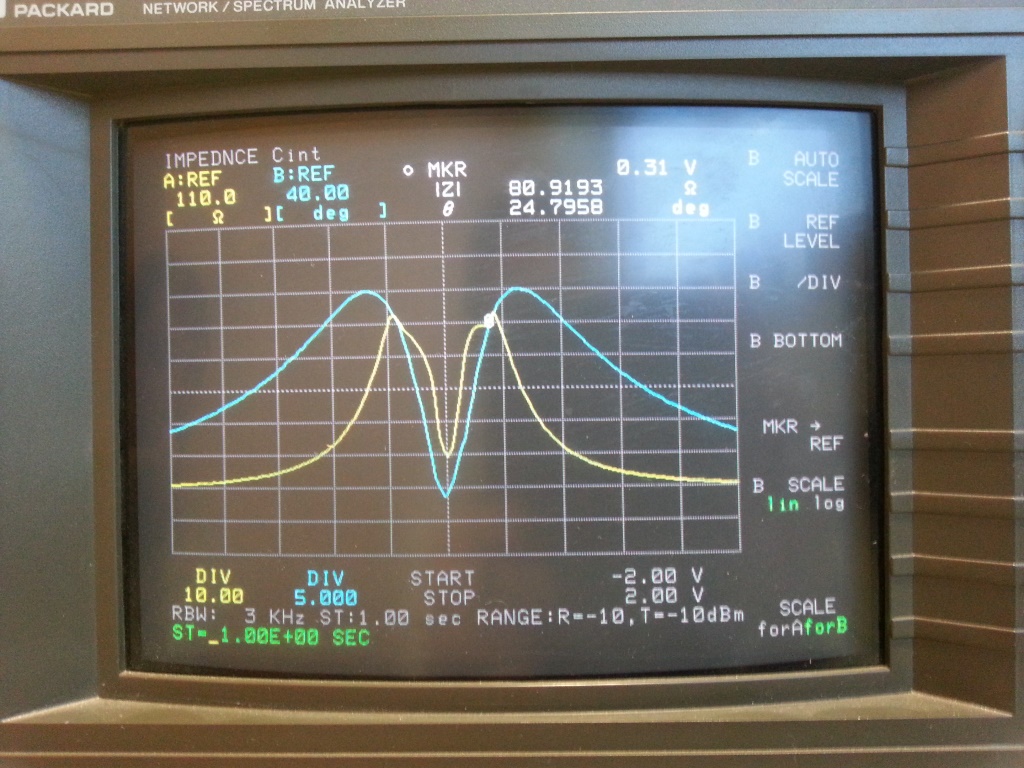 PACKARD NETWORK / SPECTRUM ANALYZER
IMPEDNCE Cint
A:REF B:REF o MKR 0.31 V
110.0 40.00 |Z| 80.9193 Ω
[ Ω ][ deg ] θ 24.7958 deg
B AUTO SCALE
B REF LEVEL
B /DIV
B BOTTOM
MKR → REF
B SCALE
lin log
DIV DIV START -2.00 V
10.00 5.000 STOP 2.00 V
RBW: 3 KHz ST:1.00 sec RANGE:R=-10,T=-10dBm
ST=_1.00E+00 SEC
SCALE
forAforB